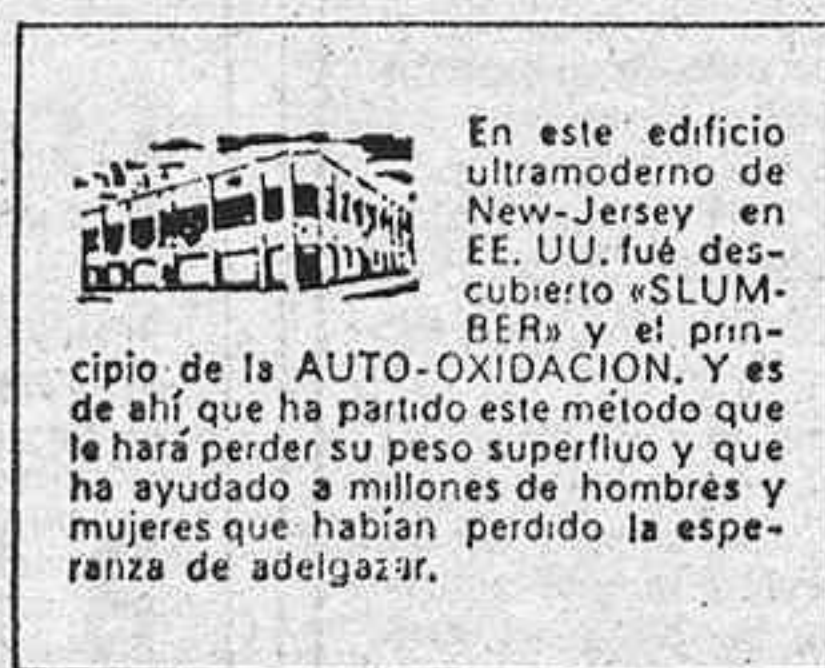 En este edificio
ultramoderno de
New-Jersey en
EE. UU. fué des-
cubierto «SLUM-
BER» y el prin-
cipio de la AUTO-OXIDACION. Y es
de ahí que ha partido este método que
le hará perder su peso superfluo y que
ha ayudado a millones de hombres y
mujeres que habían perdido la espe-
ranza de adelgazar.